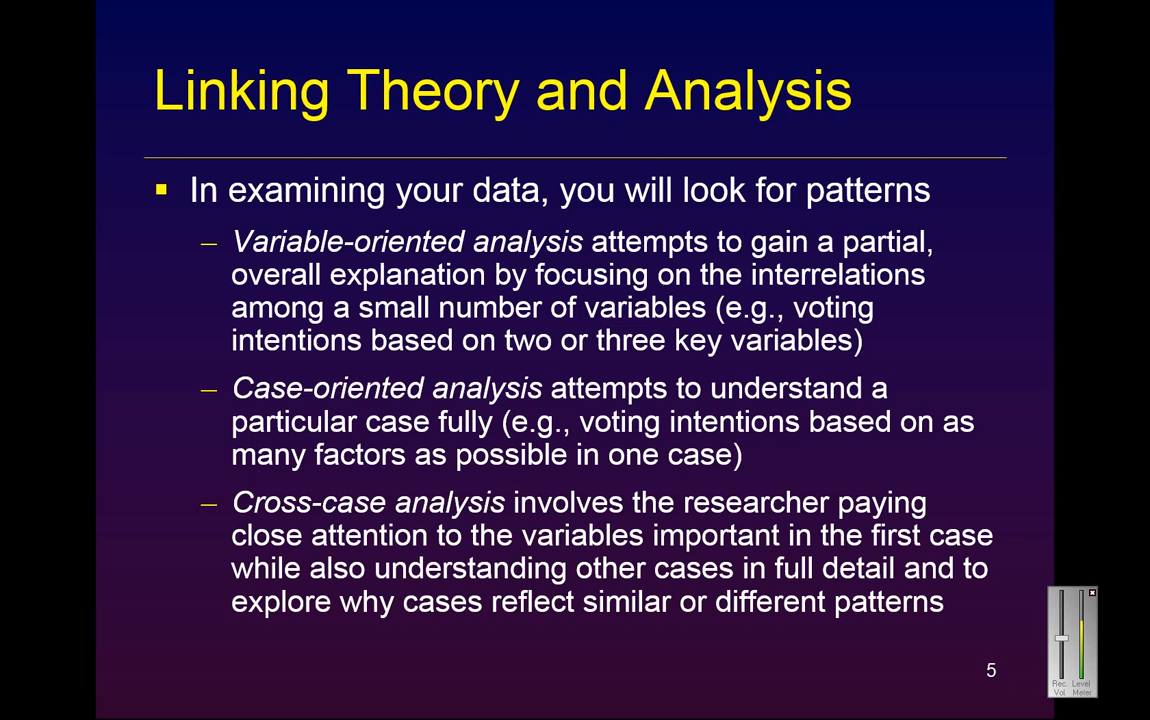 Linking Theory and Analysis
In examining your data, you will look for patterns
– Variable-oriented analysis attempts to gain a partial,
overall explanation by focusing on the interrelations
among a small number of variables (e.g., voting
intentions based on two or three key variables)
– Case-oriented analysis attempts to understand a
particular case fully (e.g., voting intentions based on as
many factors as possible in one case)
– Cross-case analysis involves the researcher paying
close attention to the variables important in the first case
while also understanding other cases in full detail and to
explore why cases reflect similar or different patterns
5
Rec. Level
Vol Meter